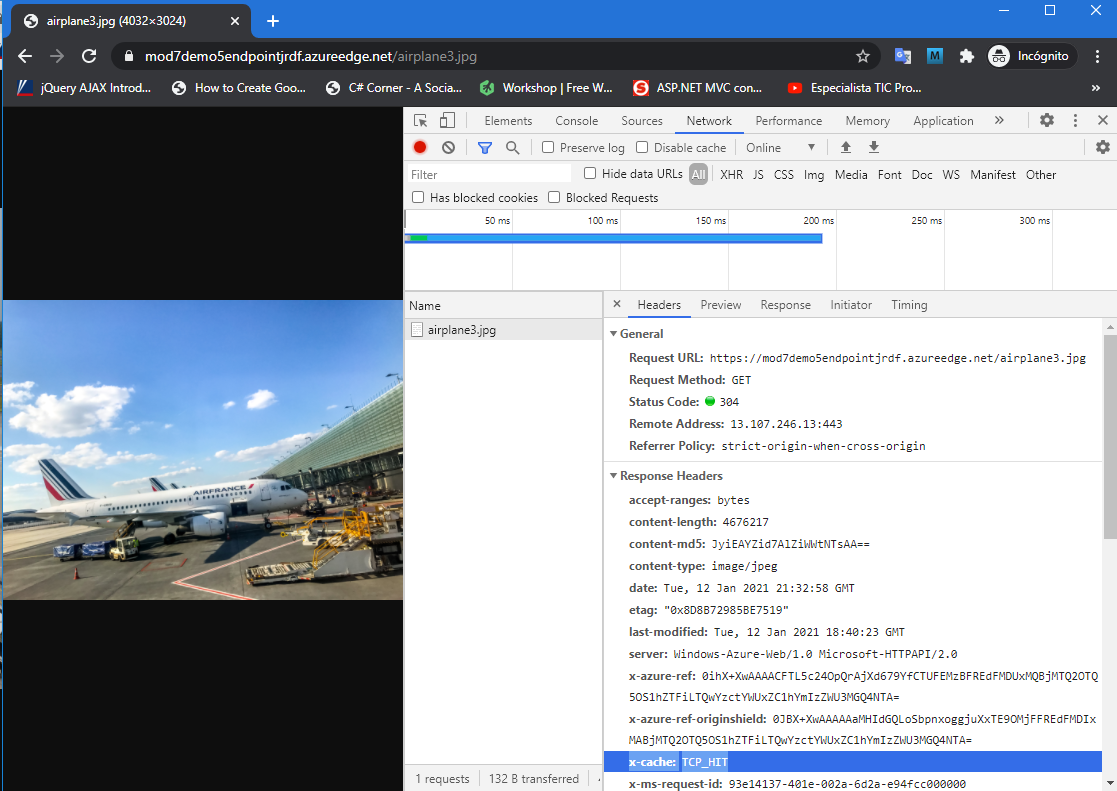 airplane3.jpg (4032×3024)
mod7demo5endpointjrdf.azureedge.net/airplane3.jpg
Incógnito
jQuery AJAX Introd...
How to Create Goo...
C# Corner - A Socia...
Workshop | Free W...
ASP.NET MVC con...
Especialista TIC Pro...
»
Elements Console Sources Network Performance Memory Application »
Preserve log Disable cache Online
Filter Hide data URLs All XHR JS CSS Img Media Font Doc WS Manifest Other
Has blocked cookies Blocked Requests
50 ms 100 ms 150 ms 200 ms 250 ms 300 ms
Name
airplane3.jpg
Headers Preview Response Initiator Timing
General
Request URL: https://mod7demo5endpointjrdf.azureedge.net/airplane3.jpg
Request Method: GET
Status Code: 304
Remote Address: 13.107.246.13:443
Referrer Policy: strict-origin-when-cross-origin
Response Headers
accept-ranges: bytes
content-length: 4676217
content-md5: JyiEAYZid7AlZiWWtNTsAA==
content-type: image/jpeg
date: Tue, 12 Jan 2021 21:32:58 GMT
etag: "0x8D8B72985BE7519"
last-modified: Tue, 12 Jan 2021 18:40:23 GMT
server: Windows-Azure-Web/1.0 Microsoft-HTTPAPI/2.0
x-azure-ref: 0ihX+XwAAAACFTL5c24OpQrAjXd679YfCTUFEMzBFREdFMDUxMQBjMTQ2OTQ
5OS1hZTFiLTQwYzctYWUxZC1hYmIzZWU3MGQ4NTA=
x-azure-ref-originshield: 0JBX+XwAAAAAaMHIdGQLoSbpnxoggjuXxTE9OMjFFREdFMDIx
MABjMTQ2OTQ5OS1hZTFiLTQwYzctYWUxZC1hYmIzZWU3MGQ4NTA=
x-cache: TCP_HIT
x-ms-request-id: 93e14137-401e-002a-6d2a-e94fcc000000
1 requests 132 B transferred
AIRFRANCE